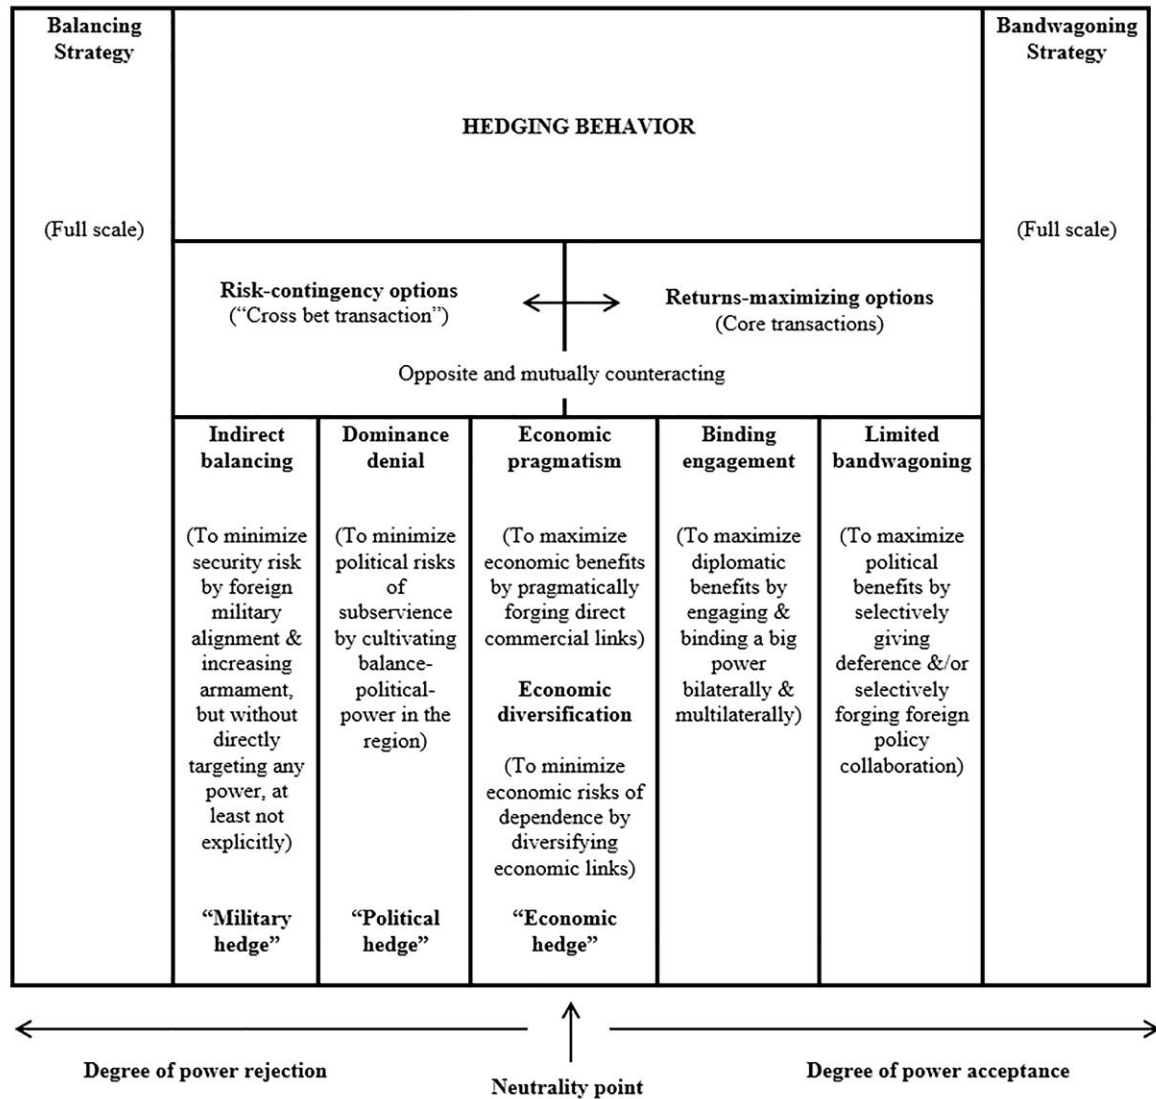 Balancing
Strategy
(Full scale)
HEDGING BEHAVIOR
Bandwagoning
Strategy
(Full scale)
Risk-contingency options
(“Cross bet transaction”)
Returns-maximizing options
(Core transactions)
Opposite and mutually counteracting
Indirect
balancing
(To minimize
security risk
by foreign
military
alignment &
increasing
armament,
but without
directly
targeting any
power, at
least not
explicitly)
“Military
hedge”
Dominance
denial
(To minimize
political risks
of
subservience
by cultivating
balance-
political-
power in the
region)
“Political
hedge”
Economic
pragmatism
(To maximize
economic benefits
by pragmatically
forging direct
commercial links)
Economic
diversification
(To minimize
economic risks of
dependence by
diversifying
economic links)
“Economic
hedge”
Binding
engagement
(To maximize
diplomatic
benefits by
engaging &
binding a big
power
bilaterally &
multilaterally)
Limited
bandwagoning
(To maximize
political
benefits by
selectively
giving
deference &/or
selectively
forging foreign
policy
collaboration)
Degree of power rejection
Neutrality point
Degree of power acceptance